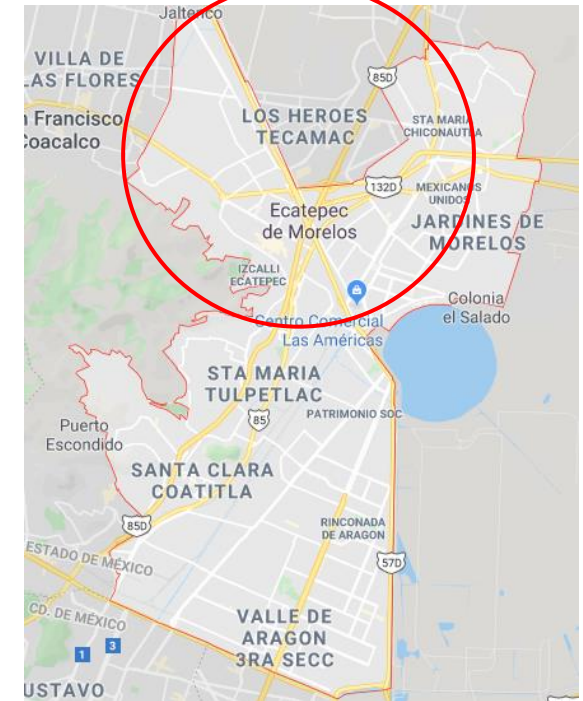 Jaltenco
VILLA DE
LAS FLORES
85D
n Francisco
Coacalco
LOS HEROES
TECAMAC
STA MARIA
CHICONAUTLA
132D
MEXICANOS
UNIDOS
Ecatepec
de Morelos
JARDINES DE
MORELOS
IZCALLI
ECATEPEC
Colonia
el Salado
Centro Comercial
Las Américas
STA MARIA
TULPETLAC
85
PATRIMONIO SOC
Puerto
Escondido
SANTA CLARA
COATITLA
85D
RINCONADA
DE ARAGON
ESTADO DE MÉXICO
57D
CD. DE MÉXICO
VALLE DE
ARAGON
3RA SECC
1
3
USTAVO